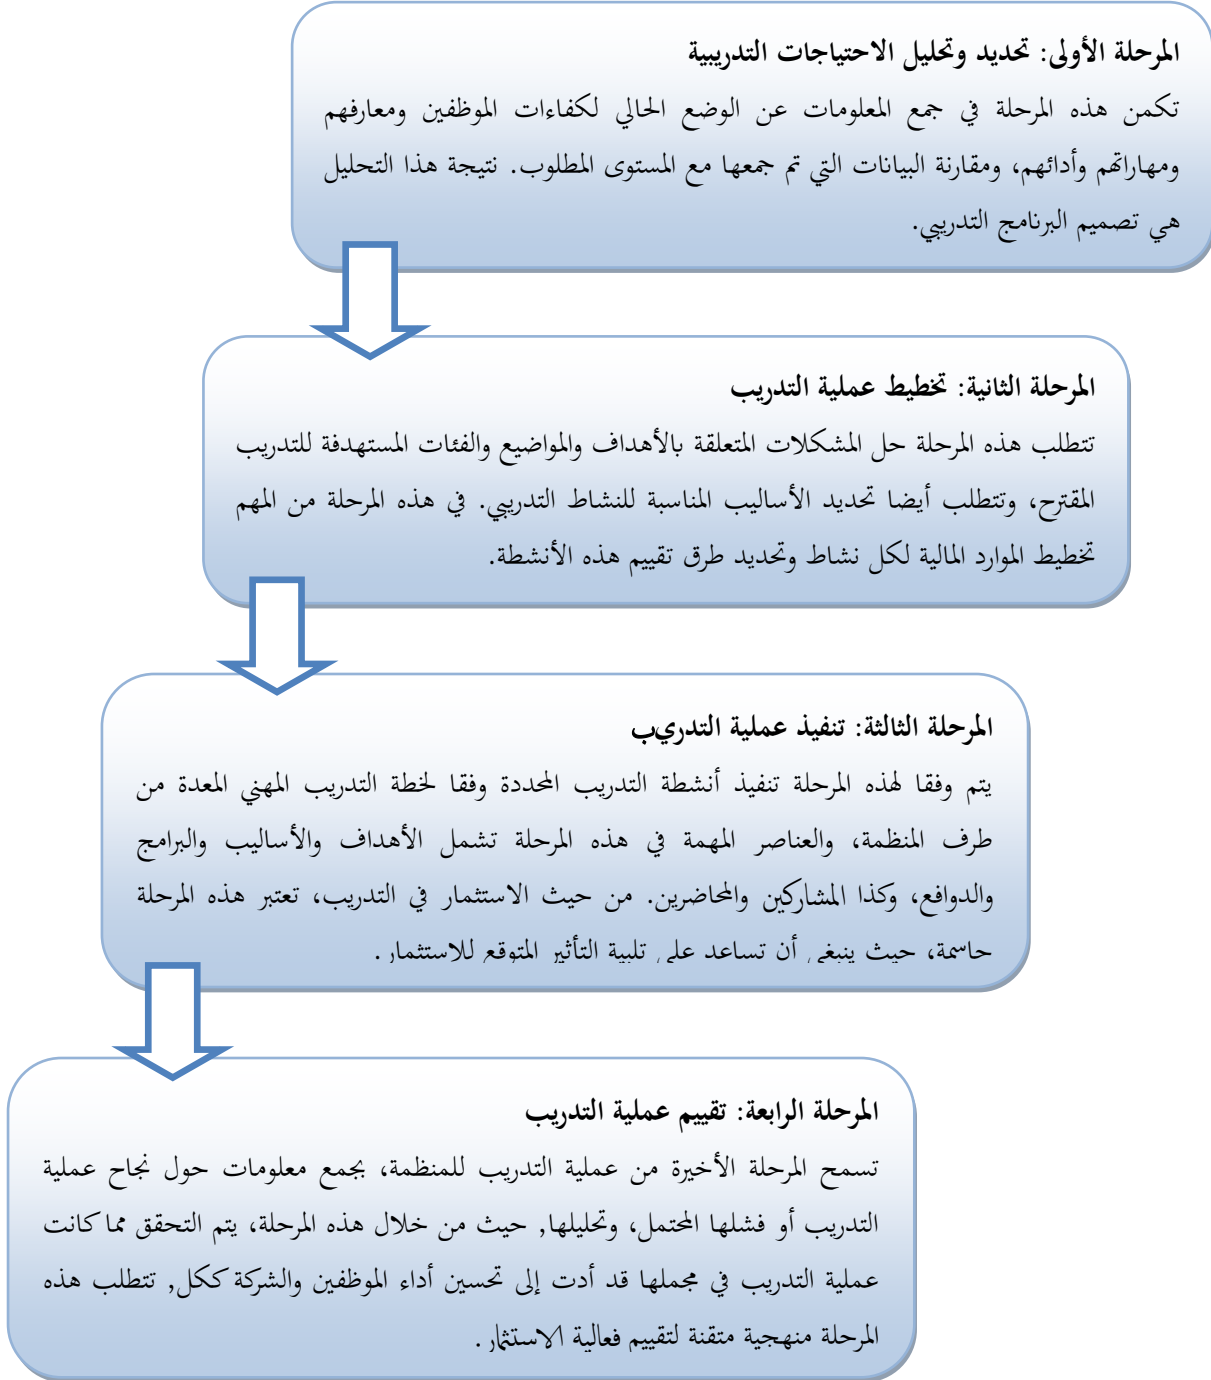 المرحلة الأولى: تحديد وتحليل الاحتياجات التدريبية
تكمن هذه المرحلة في جمع المعلومات عن الوضع الحالي لكفاءات الموظفين ومعارفهم
ومهاراتهم وأدائهم، ومقارنة البيانات التي تم جمعها مع المستوى المطلوب. نتيجة هذا التحليل
هي تصميم البرنامج التدريبي.
المرحلة الثانية: تخطيط عملية التدريب
تتطلب هذه المرحلة حل المشكلات المتعلقة بالأهداف والمواضيع والفئات المستهدفة للتدريب
المقترح، وتتطلب أيضا تحديد الأساليب المناسبة للنشاط التدريبي. في هذه المرحلة من المهم
تخطيط الموارد المالية لكل نشاط وتحديد طرق تقييم هذه الأنشطة.
المرحلة الثالثة: تنفيذ عملية التدريب
يتم وفقا لهذه المرحلة تنفيذ أنشطة التدريب المحددة وفقا لخطة التدريب المهني المعدة من
طرف المنظمة، والعناصر المهمة في هذه المرحلة تشمل الأهداف والأساليب والبرامج
والدوافع، وكذا المشاركين والمحاضرين. من حيث الاستثمار في التدريب، تعتبر هذه المرحلة
حاسمة، حيث ينبغي أن تساعد على تلبية التأثير المتوقع للاستثمار.
المرحلة الرابعة: تقييم عملية التدريب
تسمح المرحلة الأخيرة من عملية التدريب للمنظمة، بجمع معلومات حول نجاح عملية
التدريب أو فشلها المحتمل، وتحليلها, حيث من خلال هذه المرحلة، يتم التحقق مما كانت
عملية التدريب في مجملها قد أدت إلى تحسين أداء الموظفين والشركة ككل, تتطلب هذه
المرحلة منهجية متقنة لتقييم فعالية الاستثمار.